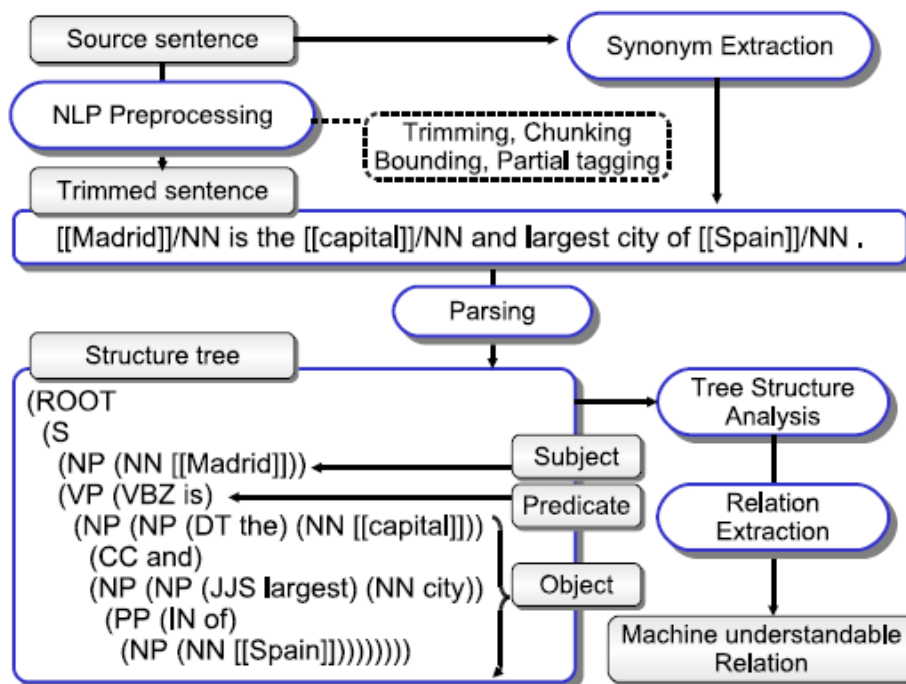 Source sentence
Synonym Extraction
NLP Preprocessing
Trimming, Chunking
Bounding, Partial tagging
Trimmed sentence
[[Madrid]]/NN is the [[capital]]/NN and largest city of [[Spain]]/NN .
Parsing
Structure tree
(ROOT
(S
(NP (NN [[Madrid]]))
(VP (VBZ is)
(NP (NP (DT the) (NN [[capital]]))
(CC and)
(NP (NP (JJS largest) (NN city))
(PP (IN of)
(NP (NN [[Spain]])))))))))
Subject
Predicate
Object
Tree Structure
Analysis
Relation
Extraction
Machine understandable
Relation